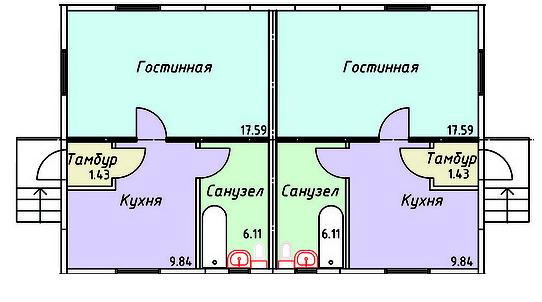 Гостинная
Гостинная
17.59
17.59
Тамбур
1.43
Тамбур
1.43
Кухня
Санузел
Санузел
Кухня
6.11
6.11
9.84
9.84